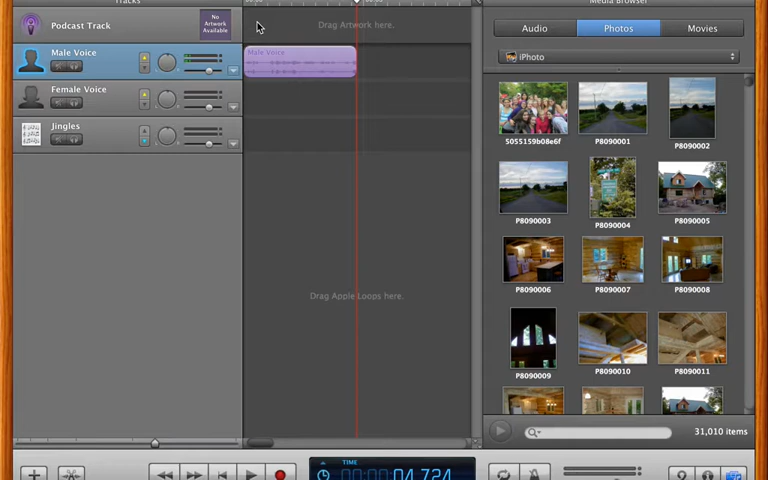 Tracks
Media Browser
Podcast Track
No
Artwork
Available
Drag Artwork here.
Audio
Photos
Movies
Male Voice
Male Voice
iPhoto
Female Voice
Jingles
5055159b08e6f
P8090001
P8090002
P8090003
P8090004
P8090005
P8090006
P8090007
P8090008
Drag Apple Loops here.
P8090009
P8090010
P8090011
31,010 items
TIME
00:00:04.724